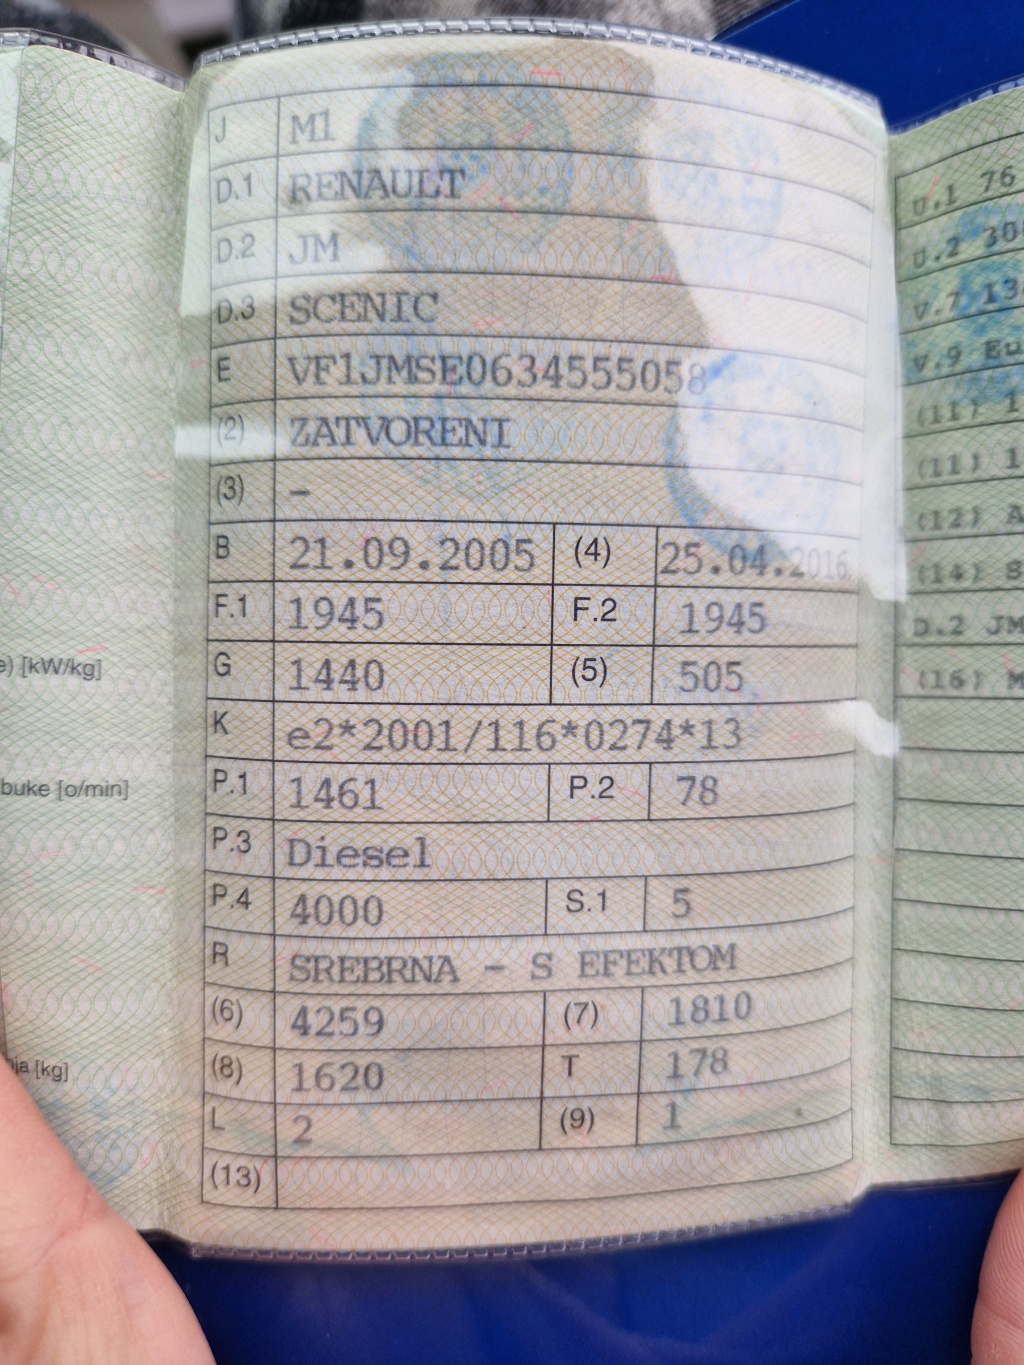 J M1
D.1 RENAULT
D.2 JM
D.3 SCENIC
E VF1JMSE0634555058
(2) ZATVORENI
(3) -
B 21.09.2005 (4) 25.04.2016.
F.1 1945 F.2 1945
G 1440 (5) 505
K e2*2001/116*0274*13
P.1 1461 P.2 78
P.3 Diesel
P.4 4000 S.1 5
R SREBRNA - S EFEKTOM
(6) 4259 (7) 1810
(8) 1620 T 178
L 2 (9) 1
(13)
e) [kW/kg]
buke [o/min]
[kg]
U.1 76
U.2
V.7 13
V.9
(11) 1
(11) 1
(12) A
(14) S
D.2 JM
(16) M